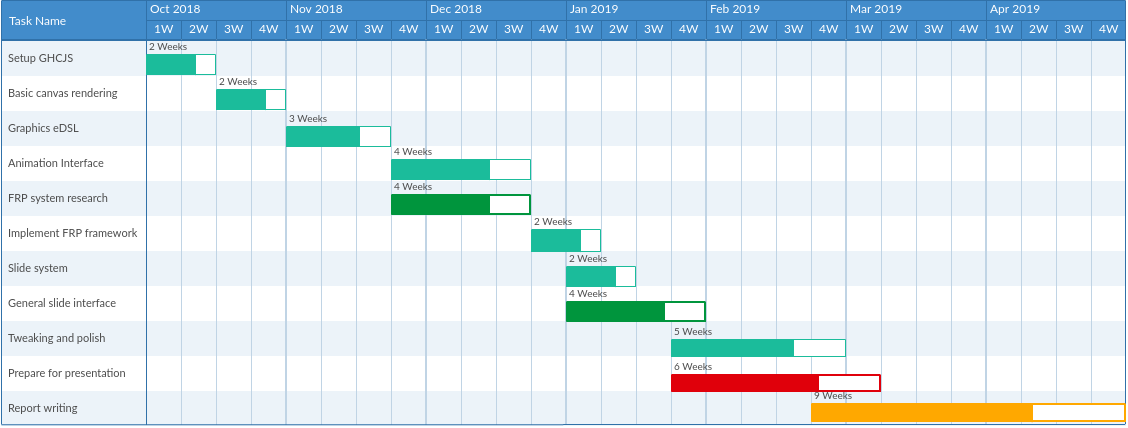 Task Name
Oct 2018 Nov 2018 Dec 2018 Jan 2019 Feb 2019 Mar 2019 Apr 2019
1W 2W 3W 4W 1W 2W 3W 4W 1W 2W 3W 4W 1W 2W 3W 4W 1W 2W 3W 4W 1W 2W 3W 4W 1W 2W 3W 4W
2 Weeks
Setup GHCJS
2 Weeks
Basic canvas rendering
3 Weeks
Graphics eDSL
4 Weeks
Animation Interface
4 Weeks
FRP system research
2 Weeks
Implement FRP framework
2 Weeks
Slide system
4 Weeks
General slide interface
5 Weeks
Tweaking and polish
6 Weeks
Prepare for presentation
9 Weeks
Report writing